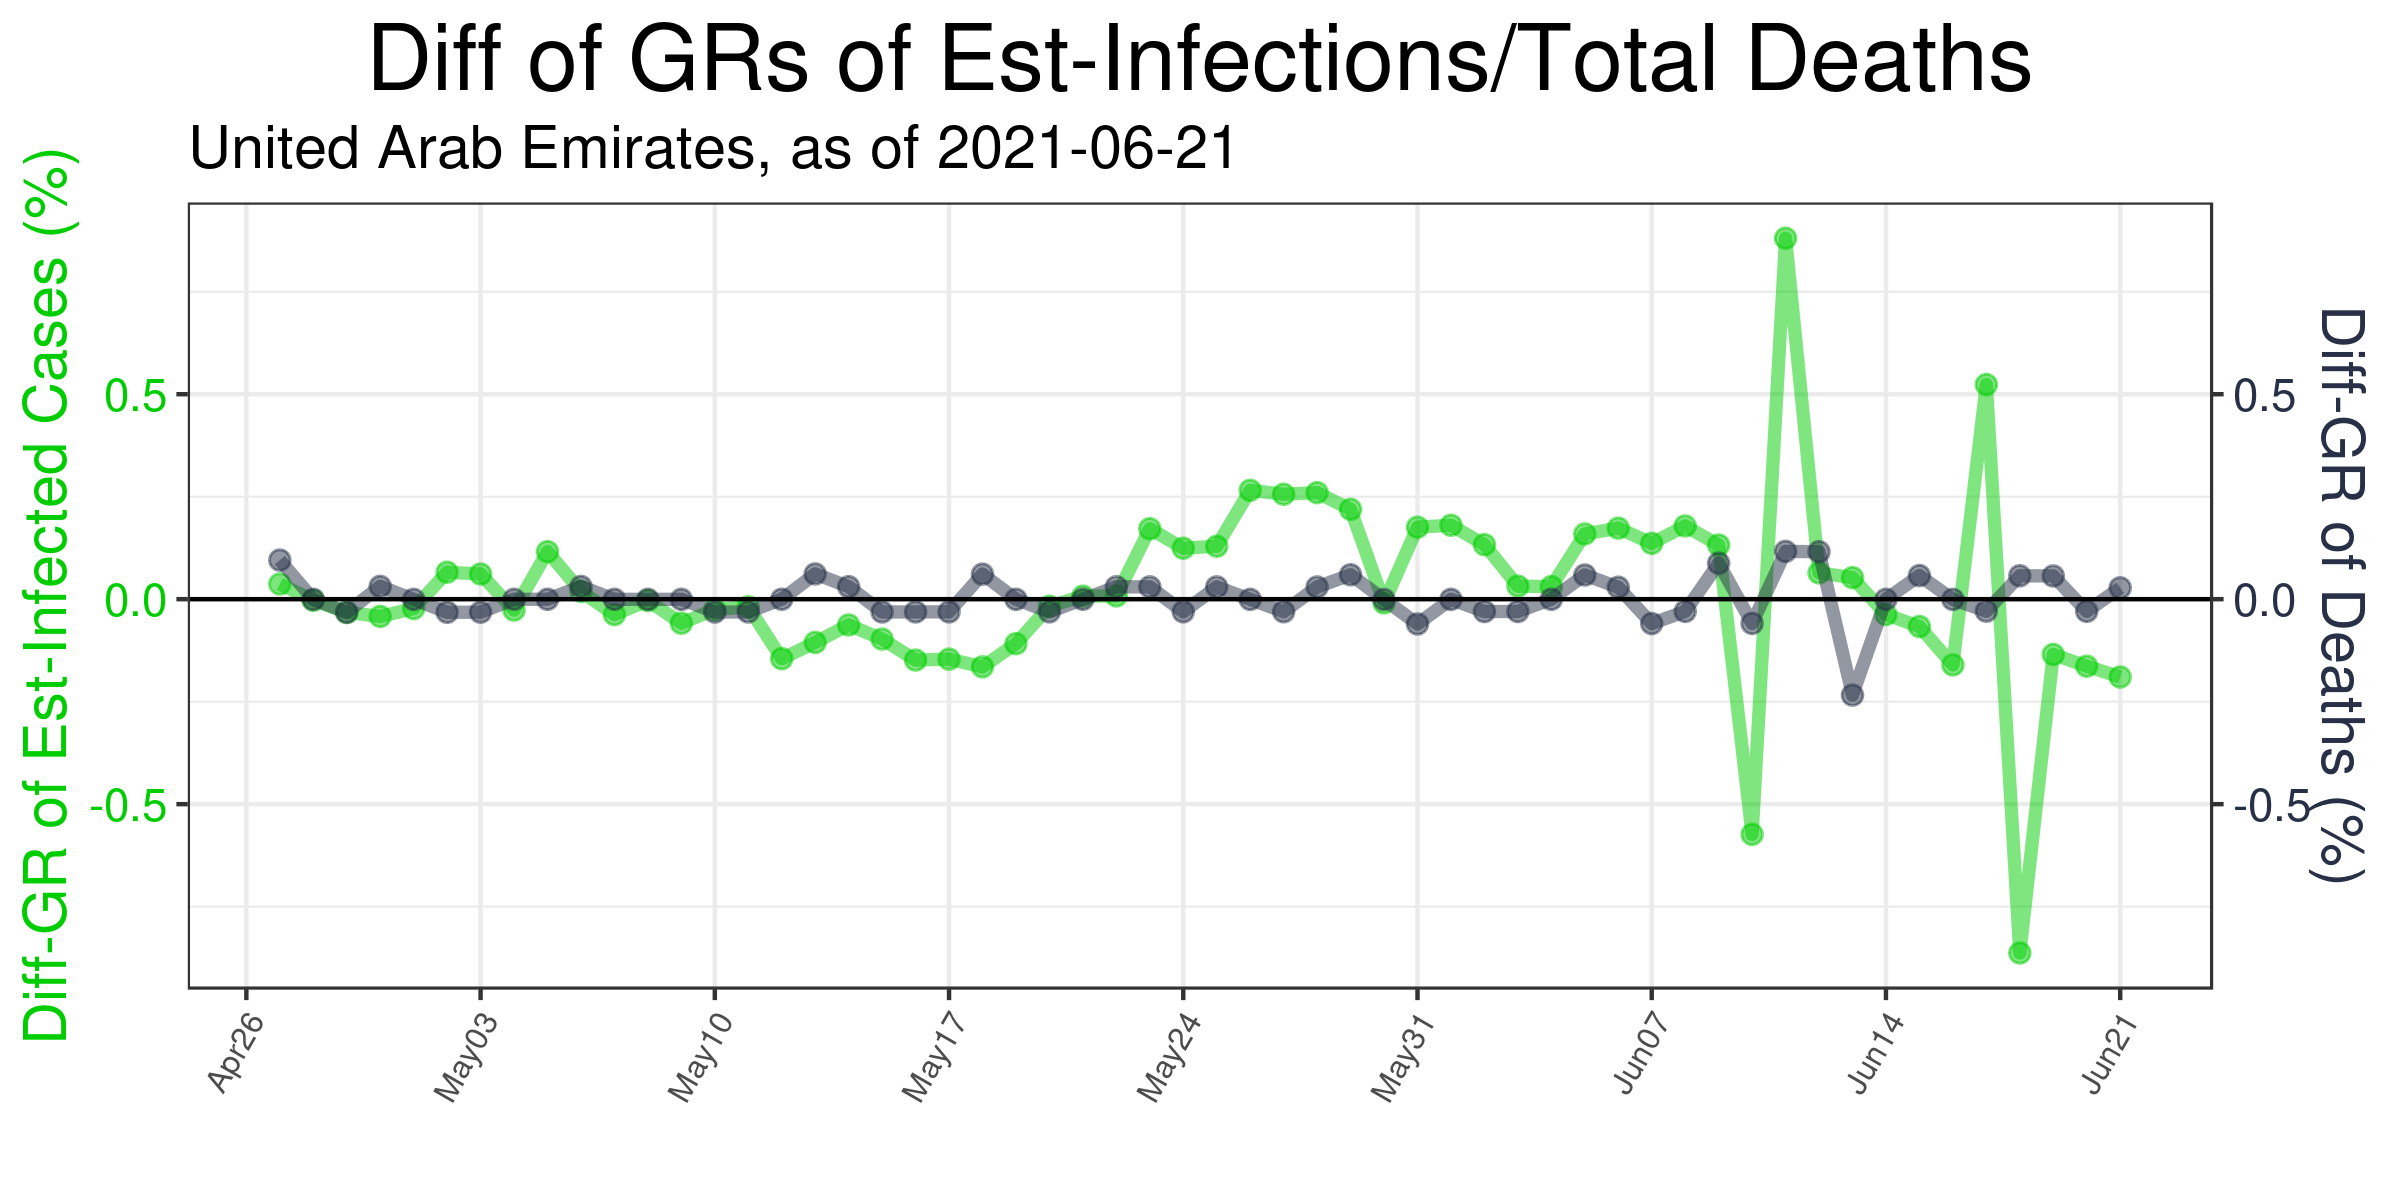 Diff of GRs of Est-Infections/Total Deaths
United Arab Emirates, as of 2021-06-21
Diff-GR of Est-Infected Cases (%)
0.5
0.0
-0.5
0.5
0.0
-0.5
Diff-GR of Deaths (%)
Apr26
May03
May10
May17
May24
May31
Jun07
Jun14
Jun21